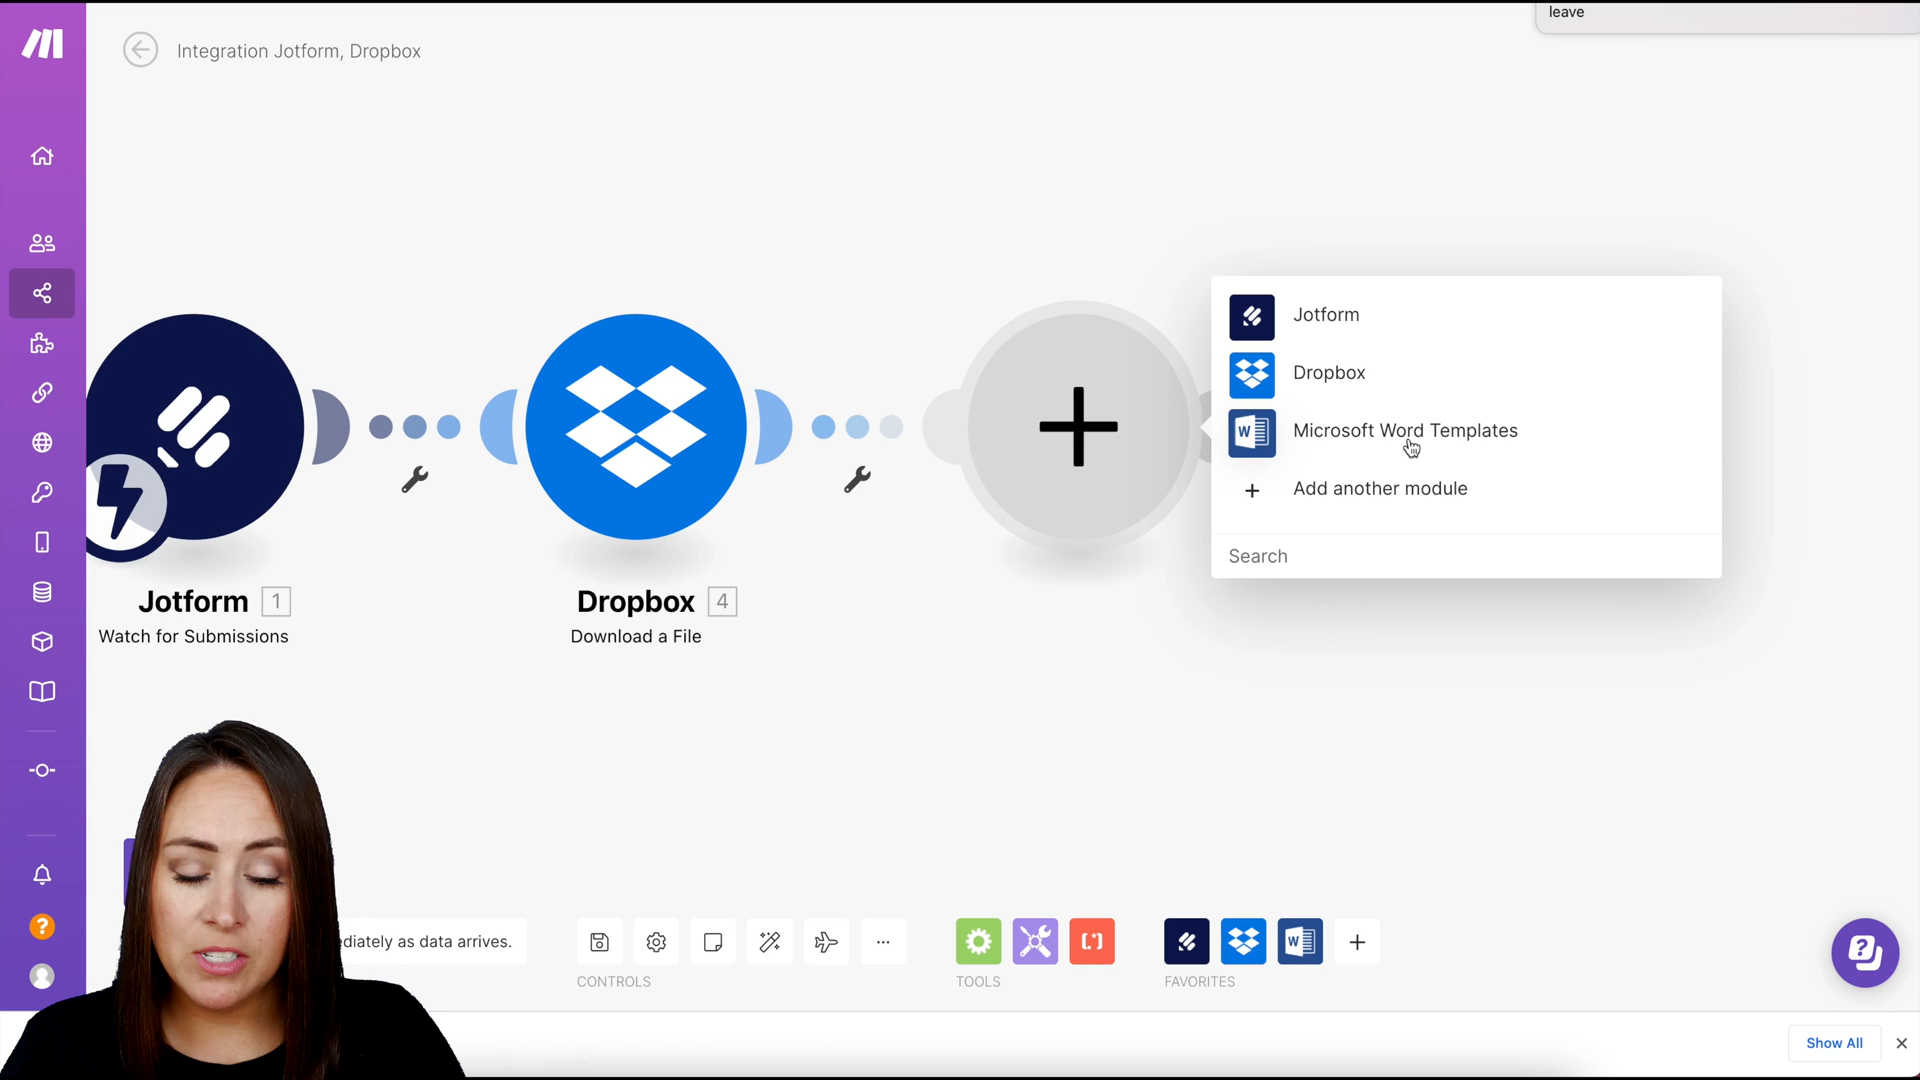 leave
Integration Jotform, Dropbox
Jotform
Dropbox
Microsoft Word Templates
+ Add another module
Search
Jotform 1
Watch for Submissions
Dropbox 4
Download a File
ediately as data arrives.
CONTROLS
TOOLS
FAVORITES
Show All